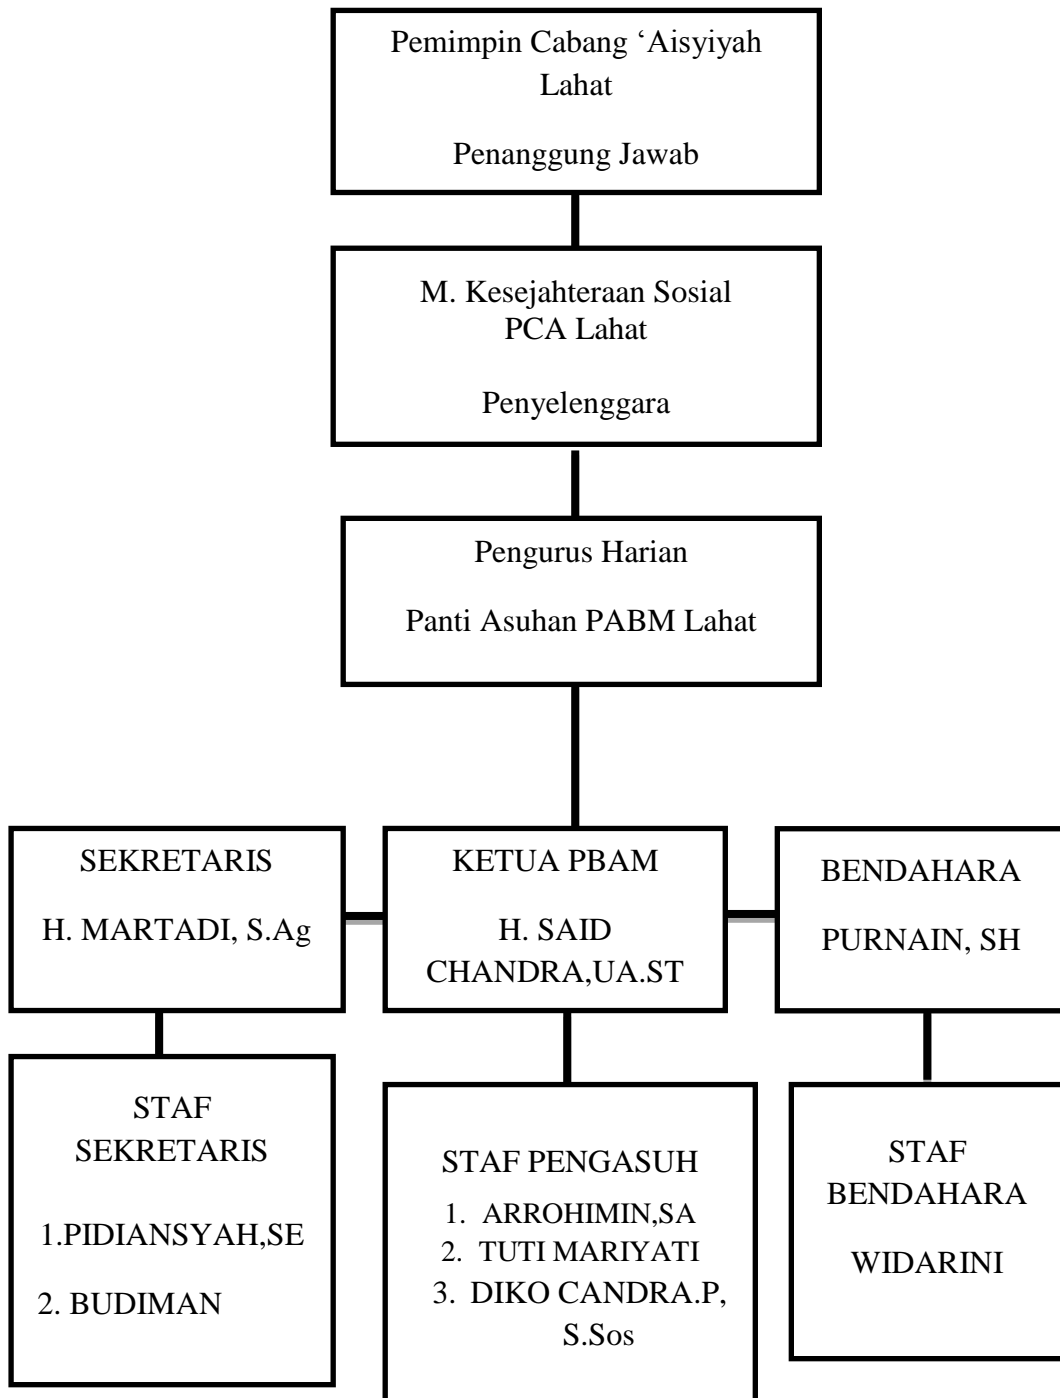 Pemimpin Cabang ‘Aisyiyah
Lahat
Penanggung Jawab
M. Kesejahteraan Sosial
PCA Lahat
Penyelenggara
Pengurus Harian
Panti Asuhan PABM Lahat
SEKRETARIS
H. MARTADI, S.Ag
KETUA PBAM
H. SAID
CHANDRA,UA.ST
BENDAHARA
PURNAIN, SH
STAF
SEKRETARIS
1.PIDIANSYAH,SE
2. BUDIMAN
STAF PENGASUH
1. ARROHIMIN,SA
2. TUTI MARIYATI
3. DIKO CANDRA.P,
S.Sos
STAF
BENDAHARA
WIDARINI